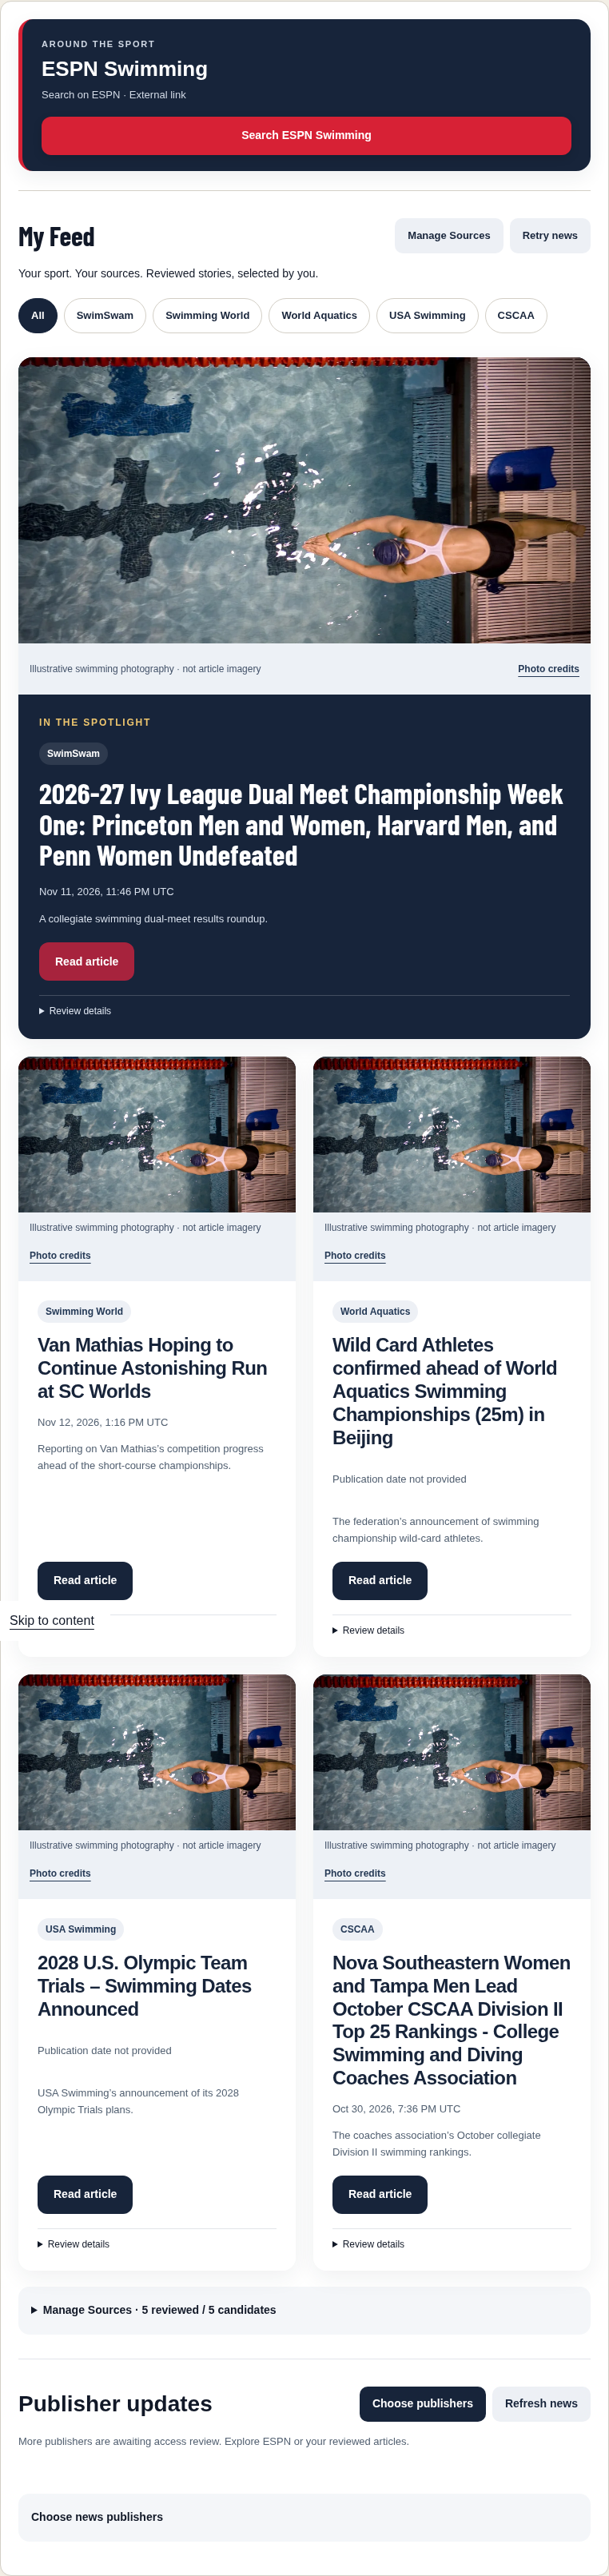 AROUND THE SPORT
ESPN Swimming
Search on ESPN · External link
Search ESPN Swimming
My Feed
Manage Sources
Retry news
Your sport. Your sources. Reviewed stories, selected by you.
All
SwimSwam
Swimming World
World Aquatics
USA Swimming
CSCAA
Illustrative swimming photography · not article imagery
Photo credits
IN THE SPOTLIGHT
SwimSwam
2026-27 Ivy League Dual Meet Championship Week
One: Princeton Men and Women, Harvard Men, and
Penn Women Undefeated
Nov 11, 2026, 11:46 PM UTC
A collegiate swimming dual-meet results roundup.
Read article
▶ Review details
Illustrative swimming photography · not article imagery
Photo credits
Swimming World
Van Mathias Hoping to
Continue Astonishing Run
at SC Worlds
Nov 12, 2026, 1:16 PM UTC
Reporting on Van Mathias's competition progress
ahead of the short-course championships.
Read article
Skip to content
Illustrative swimming photography · not article imagery
Photo credits
World Aquatics
Wild Card Athletes
confirmed ahead of World
Aquatics Swimming
Championships (25m) in
Beijing
Publication date not provided
The federation's announcement of swimming
championship wild-card athletes.
Read article
▶ Review details
Illustrative swimming photography · not article imagery
Photo credits
USA Swimming
2028 U.S. Olympic Team
Trials – Swimming Dates
Announced
Publication date not provided
USA Swimming's announcement of its 2028
Olympic Trials plans.
Read article
▶ Review details
Illustrative swimming photography · not article imagery
Photo credits
CSCAA
Nova Southeastern Women
and Tampa Men Lead
October CSCAA Division II
Top 25 Rankings - College
Swimming and Diving
Coaches Association
Oct 30, 2026, 7:36 PM UTC
The coaches association's October collegiate
Division II swimming rankings.
Read article
▶ Review details
▶ Manage Sources · 5 reviewed / 5 candidates
Publisher updates
Choose publishers
Refresh news
More publishers are awaiting access review. Explore ESPN or your reviewed articles.
Choose news publishers